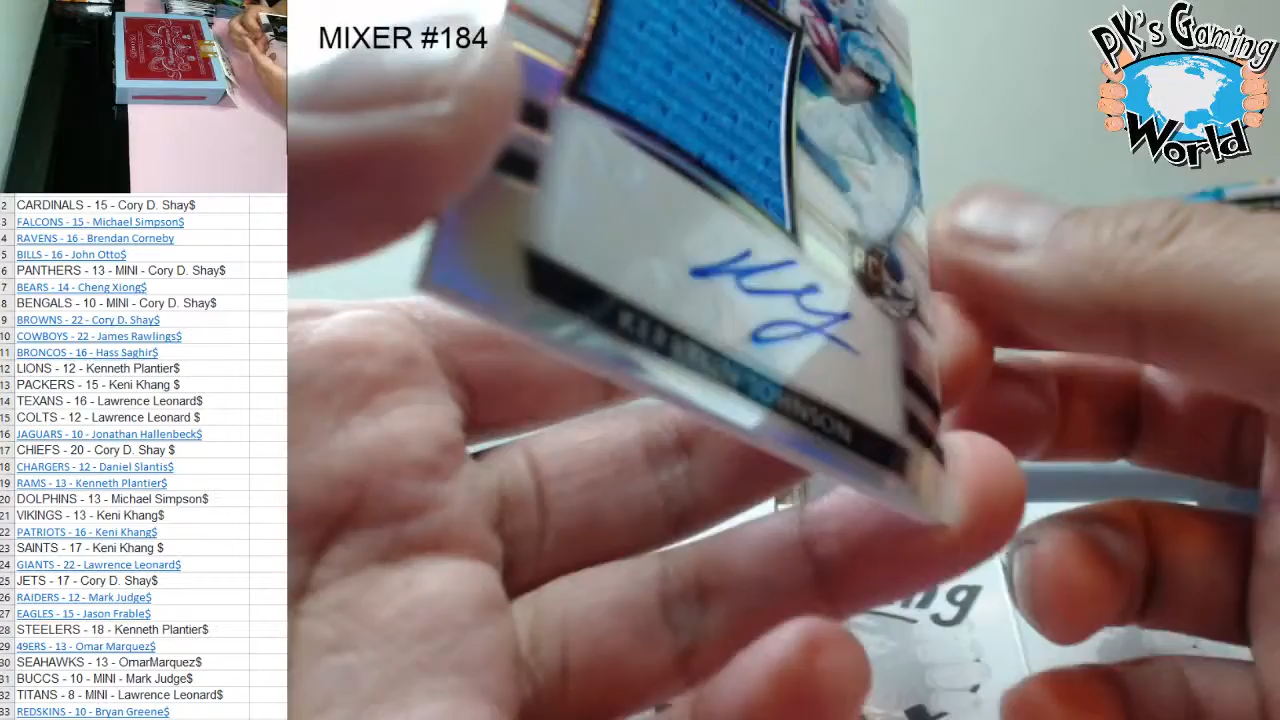 MIXER #184
PK's Gaming
World
2 CARDINALS - 15 - Cory D. Shay$
3 FALCONS - 15 - Michael Simpson$
4 RAVENS - 16 - Brendan Corneby
5 BILLS - 16 - John Otto$
6 PANTHERS - 13 - MINI - Cory D. Shay$
7 BEARS - 14 - Cheng Xiong$
8 BENGALS - 10 - MINI - Cory D. Shay$
9 BROWNS - 22 - Cory D. Shay$
10 COWBOYS - 22 - James Rawlings$
11 BRONCOS - 16 - Hass Saghir$
12 LIONS - 12 - Kenneth Plantier$
13 PACKERS - 15 - Keni Khang $
14 TEXANS - 16 - Lawrence Leonard$
15 COLTS - 12 - Lawrence Leonard $
16 JAGUARS - 10 - Jonathan Hallenbeck$
17 CHIEFS - 20 - Cory D. Shay $
18 CHARGERS - 12 - Daniel Slantis$
19 RAMS - 13 - Kenneth Plantier$
20 DOLPHINS - 13 - Michael Simpson$
21 VIKINGS - 13 - Keni Khang$
22 PATRIOTS - 16 - Keni Khang$
23 SAINTS - 17 - Keni Khang $
24 GIANTS - 22 - Lawrence Leonard$
25 JETS - 17 - Cory D. Shay$
26 RAIDERS - 12 - Mark Judge$
27 EAGLES - 15 - Jason Frable$
28 STEELERS - 18 - Kenneth Plantier$
29 49ERS - 13 - Omar Marquez$
30 SEAHAWKS - 13 - OmarMarquez$
31 BUCCS - 10 - MINI - Mark Judge$
32 TITANS - 8 - MINI - Lawrence Leonard$
33 REDSKINS - 10 - Bryan Greene$
JOHNSON